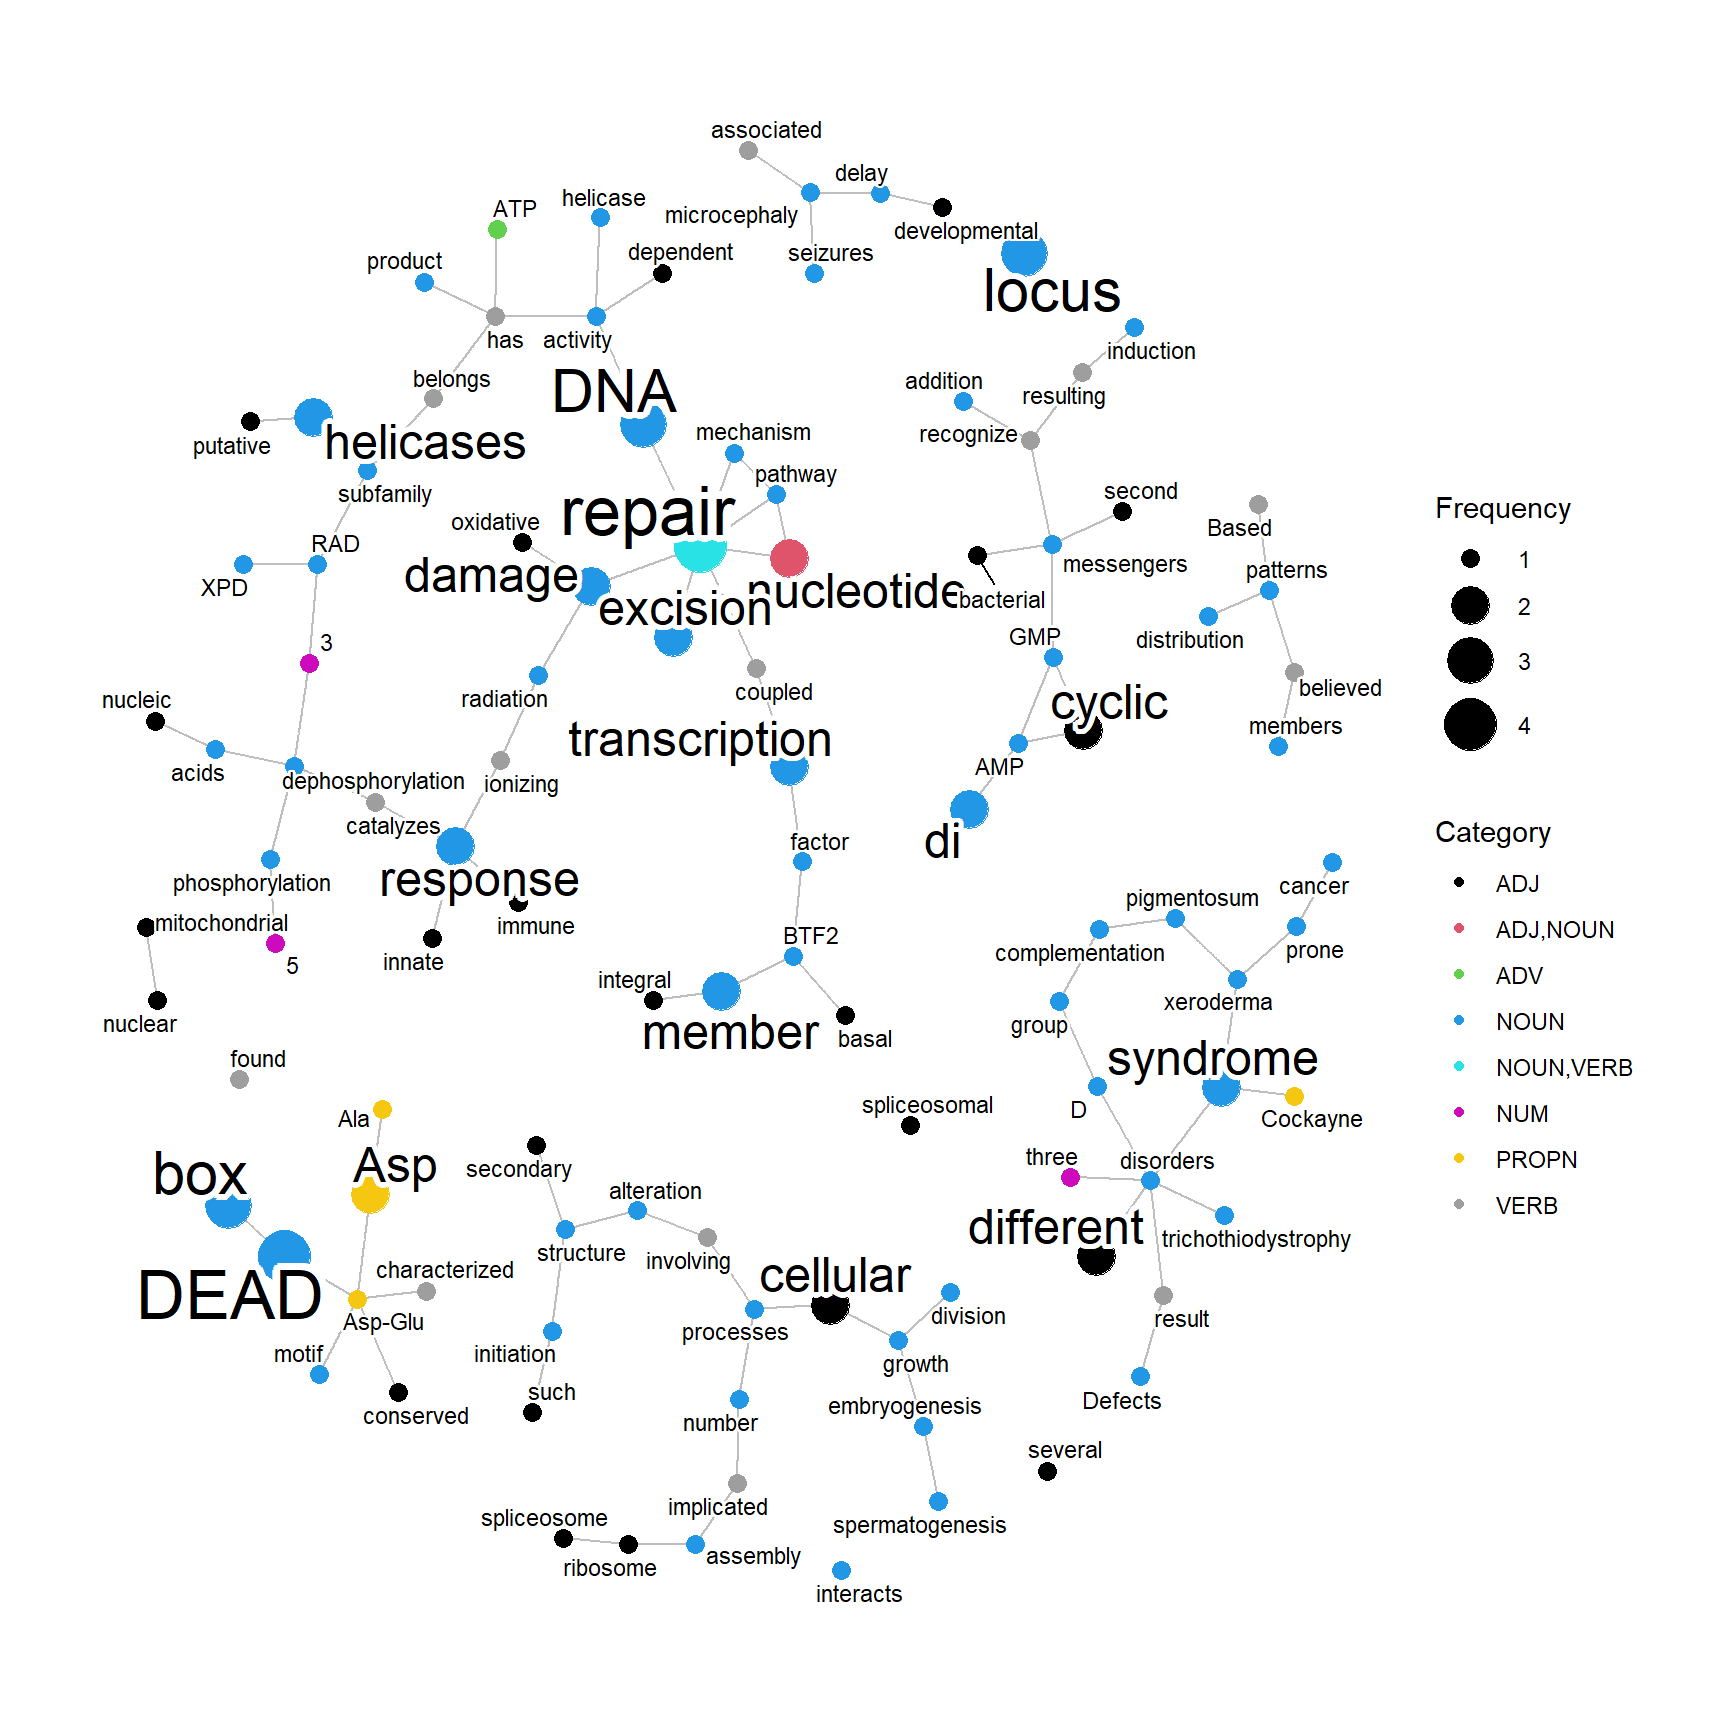 associated
delay
helicase
ATP
microcephaly
developmental
product
dependent
seizures
locus
has
activity
induction
belongs
DNA
addition
resulting
putative
helicases
mechanism
recognize
subfamily
pathway
second
oxidative
repair
Based
RAD
XPD
damage
excision
nucleotide
bacterial
messengers
patterns
3
GMP
distribution
nucleic
radiation
coupled
cyclic
believed
members
acids
dephosphorylation
ionizing
transcription
AMP
catalyzes
di
factor
phosphorylation
response
cancer
mitochondrial
immune
pigmentosum
5
innate
BTF2
complementation
prone
integral
xeroderma
nuclear
member
basal
group
found
syndrome
Ala
spliceosomal
D
Cockayne
box
Asp
secondary
three
disorders
alteration
different
trichothiodystrophy
structure
involving
DEAD
characterized
cellular
Asp-Glu
processes
division
result
motif
initiation
growth
such
embryogenesis
Defects
conserved
number
several
implicated
spliceosome
spermatogenesis
ribosome
assembly
interacts
Frequency
1
2
3
4
Category
ADJ
ADJ,NOUN
ADV
NOUN
NOUN,VERB
NUM
PROPN
VERB